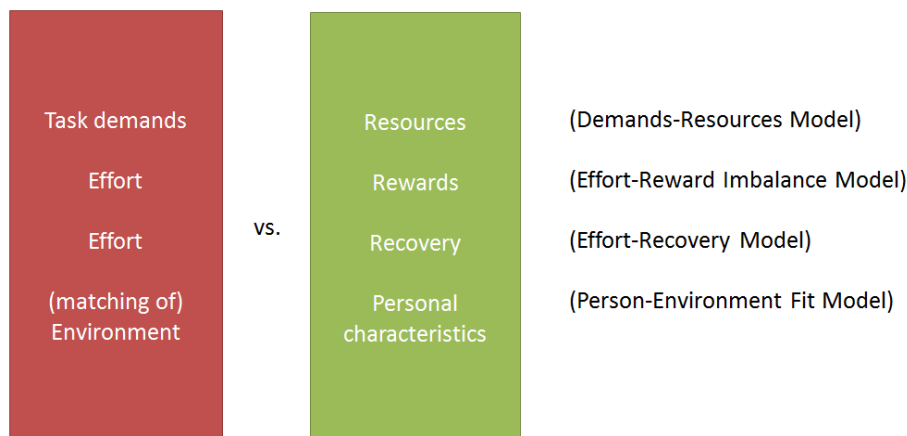 Task demands Resources (Demands-Resources Model)
Effort Rewards (Effort-Reward Imbalance Model)
vs.
Effort Recovery (Effort-Recovery Model)
(matching of) Personal (Person-Environment Fit Model)
Environment characteristics